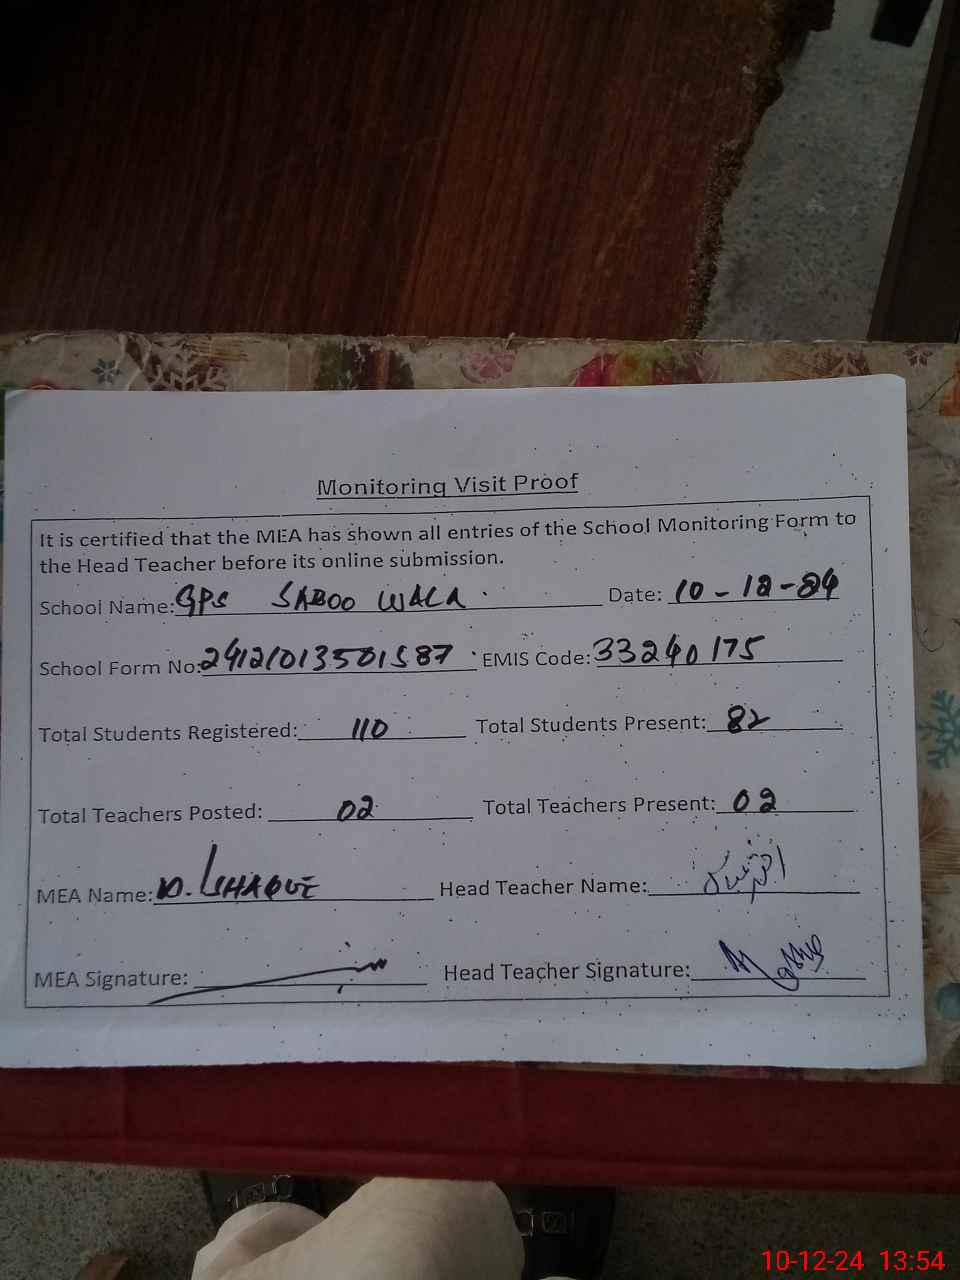 Monitoring Visit Proof
It is certified that the MEA has shown all entries of the School Monitoring Form to
the Head Teacher before its online submission.
School Name: GPS SABOO WALA Date: 10-12-24
School Form No: 24121013501587 EMIS Code: 33240175
Total Students Registered: 110 Total Students Present: 82
Total Teachers Posted: 02 Total Teachers Present: 02
MEA Name: M. ISHAQUE Head Teacher Name:
MEA Signature: Head Teacher Signature:
10-12-24 13:54